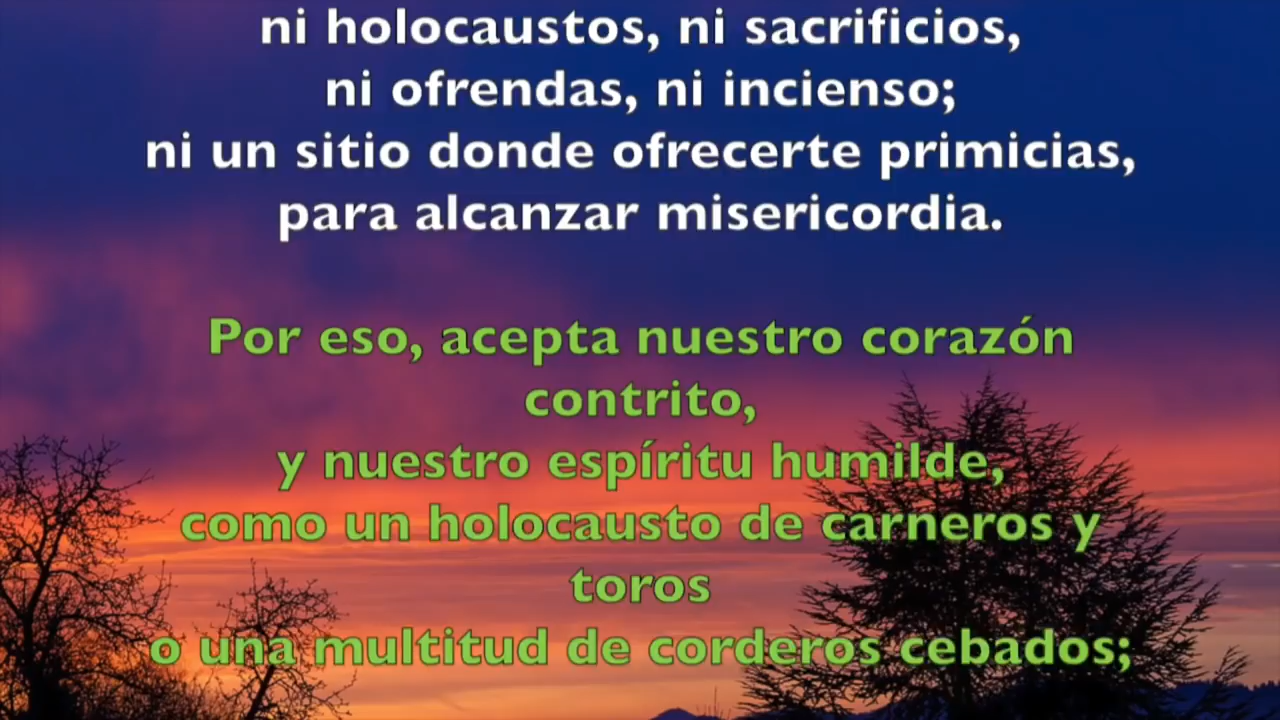 ni holocaustos, ni sacrificios,
ni ofrendas, ni incienso;
ni un sitio donde ofrecerte primicias,
para alcanzar misericordia.
Por eso, acepta nuestro corazón
contrito,
y nuestro espíritu humilde,
como un holocausto de carneros y
toros
o una multitud de corderos cebados;